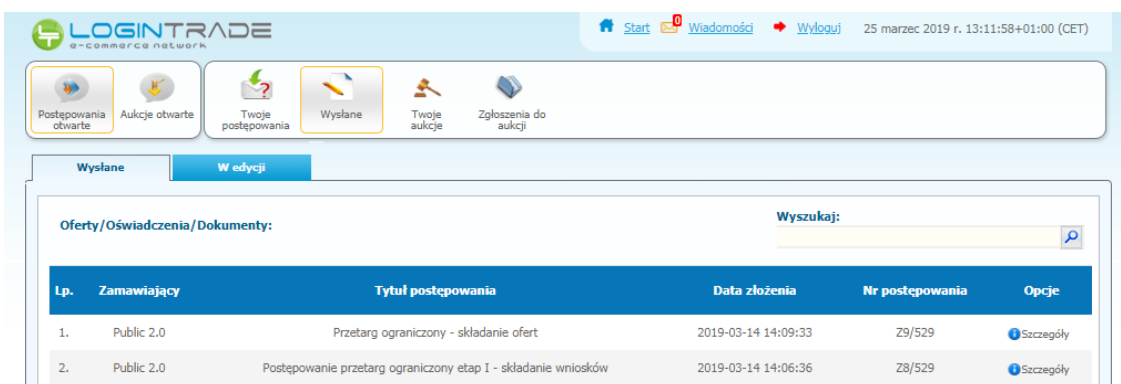 LOGINTRADE
e-commerce network
Start 0 Wiadomości Wyloguj 25 marzec 2019 r. 13:11:58+01:00 (CET)
Postępowania otwarte
Aukcje otwarte
Twoje postępowania
Wysłane
Twoje aukcje
Zgłoszenia do aukcji
Wysłane W edycji
Oferty/Oświadczenia/Dokumenty:
Wyszukaj:
Lp. Zamawiający Tytuł postępowania Data złożenia Nr postępowania Opcje
1. Public 2.0 Przetarg ograniczony - składanie ofert 2019-03-14 14:09:33 Z9/529 Szczegóły
2. Public 2.0 Postępowanie przetarg ograniczony etap I - składanie wniosków 2019-03-14 14:06:36 Z8/529 Szczegóły